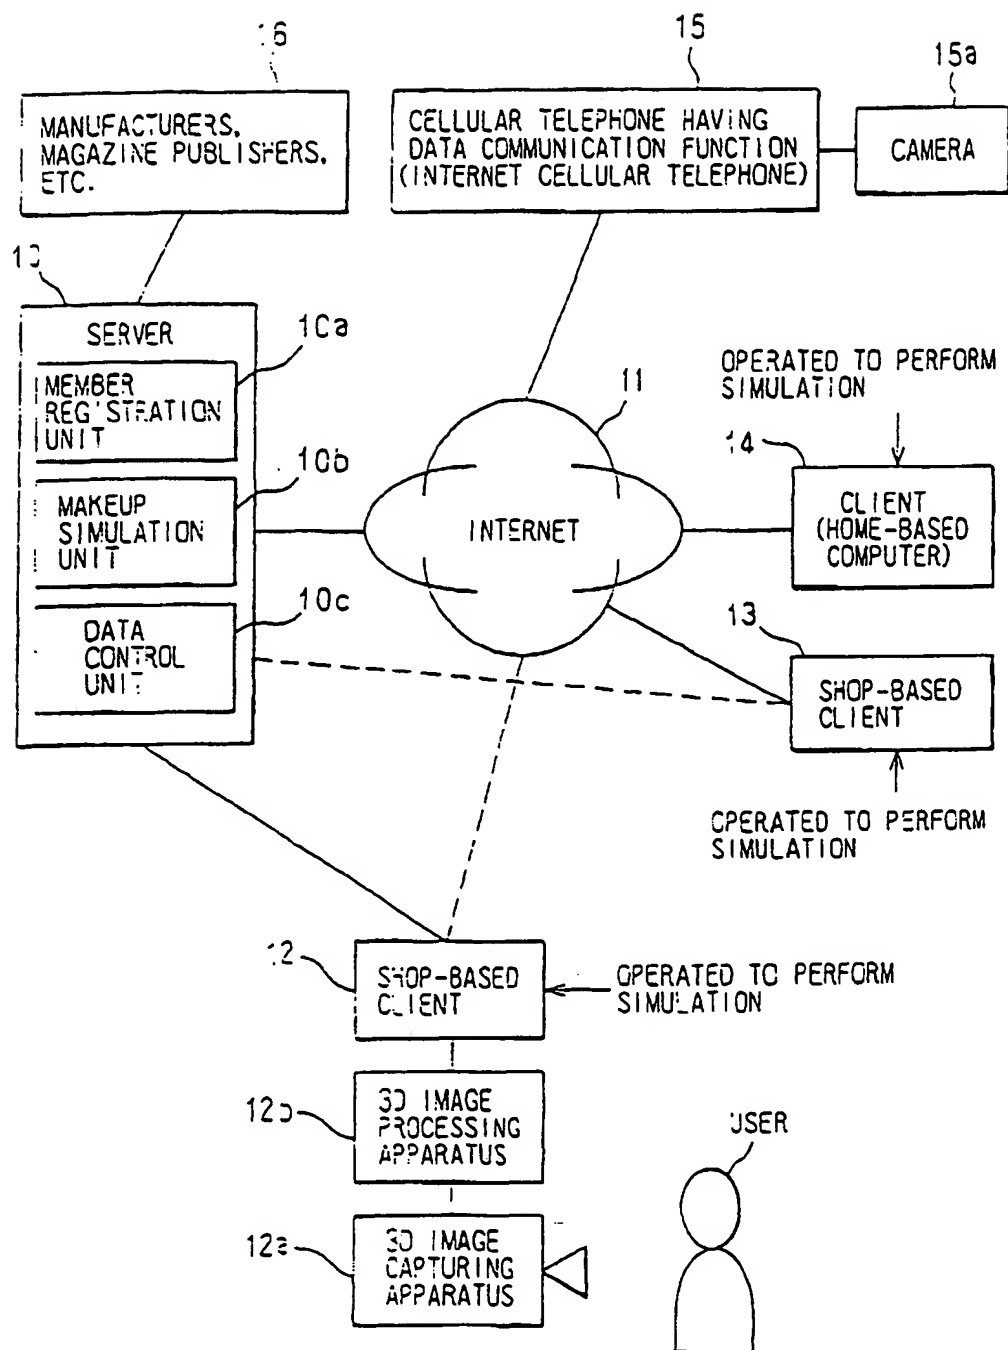 16
MANUFACTURERS,
MAGAZINE PUBLISHERS,
ETC.
15
CELLULAR TELEPHONE HAVING
DATA COMMUNICATION FUNCTION
(INTERNET CELLULAR TELEPHONE)
15a
CAMERA
10
SERVER
10a
MEMBER
REGISTRATION
UNIT
10b
MAKEUP
SIMULATION
UNIT
10c
DATA
CONTROL
UNIT
11
INTERNET
OPERATED TO PERFORM
SIMULATION
14
CLIENT
(HOME-BASED
COMPUTER)
13
SHOP-BASED
CLIENT
OPERATED TO PERFORM
SIMULATION
12
SHOP-BASED
CLIENT
OPERATED TO PERFORM
SIMULATION
12b
3D IMAGE
PROCESSING
APPARATUS
12a
3D IMAGE
CAPTURING
APPARATUS
USER